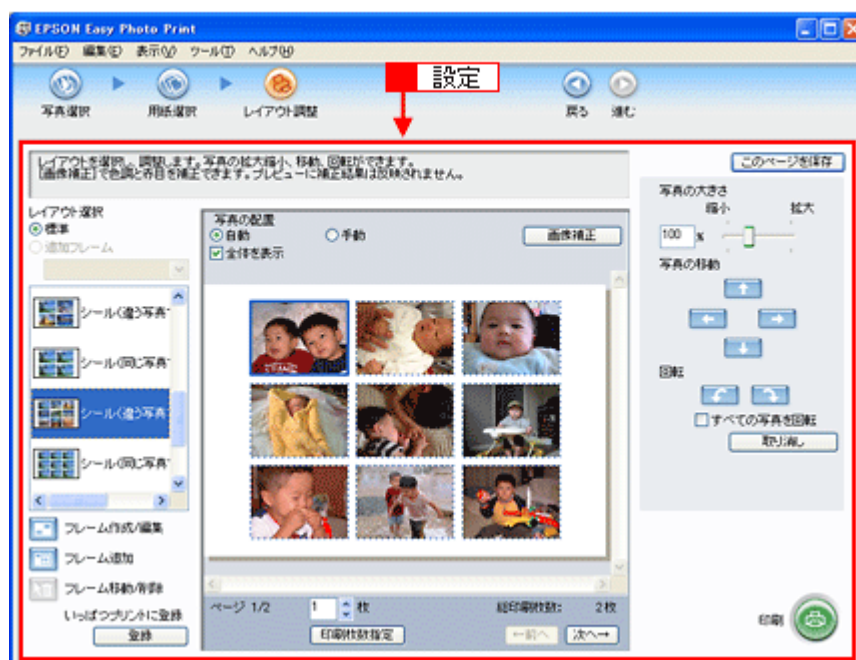 EPSON Easy Photo Print
ファイル(F) 編集(E) 表示(V) ツール(T) ヘルプ(H)
写真選択 用紙選択 レイアウト調整 戻る 進む
設定
レイアウトを選択し、調整します。写真の拡大縮小、移動、回転ができます。
[画像補正]で色調と赤目を補正できます。プレビューに補正結果は反映されません。
このページを保存
レイアウト選択
標準
追加フレーム
シール(違う写真
シール(同じ写真
シール(違う写真
シール(同じ写真
フレーム作成/編集
フレーム追加
フレーム移動/削除
いっぱつプリントに登録
登録
写真の配置
自動 手動
全体を表示
画像補正
ページ 1/2 1 枚 総印刷枚数: 2枚
印刷枚数指定 ←前へ 次へ→
写真の大きさ
縮小 拡大
100 %
写真の移動
回転
すべての写真を回転
取り消し
印刷